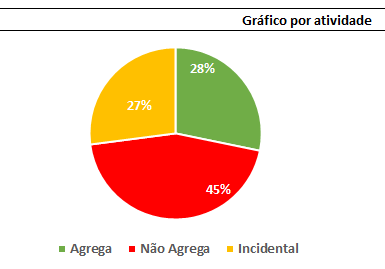 Gráfico por atividade
28%
27%
45%
Agrega Não Agrega Incidental